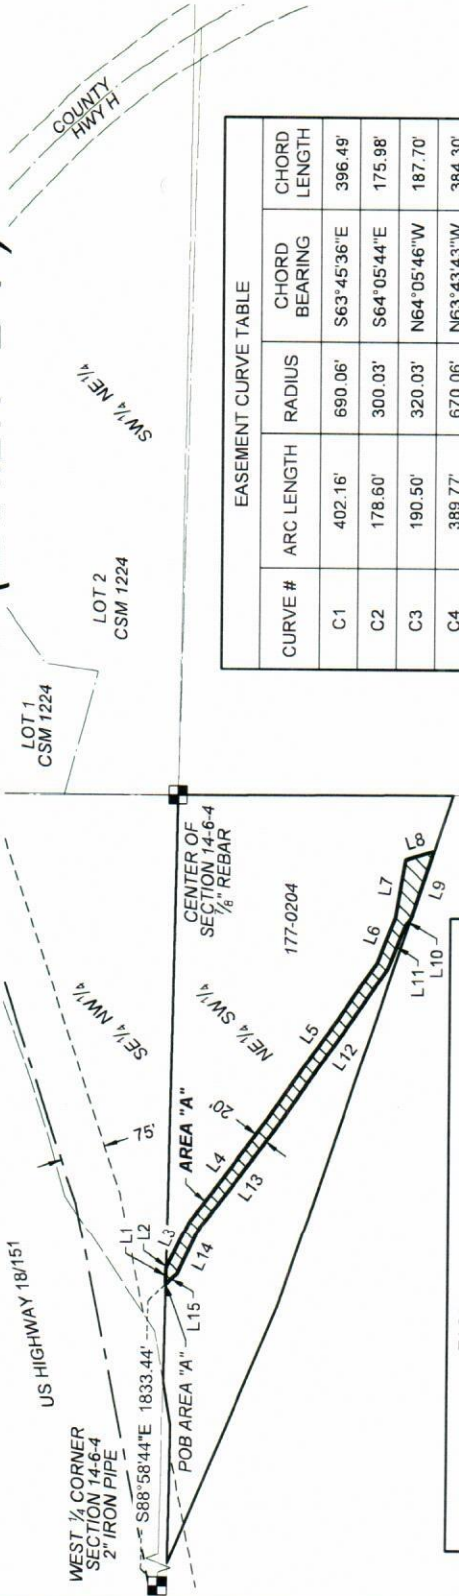 COUNTY
HWY H
SW¼ NE¼
LOT 2
CSM 1224
LOT 1
CSM 1224
EASEMENT CURVE TABLE
CURVE # ARC LENGTH RADIUS CHORD BEARING CHORD LENGTH
C1 402.16' 690.06' S63°45'36"E 396.49'
C2 178.60' 300.03' S64°05'44"E 175.98'
C3 190.50' 320.03' N64°05'46"W 187.70'
C4 389.77' 670.06' N63°43'43"W 384.30'
US HIGHWAY 18/151
WEST ¼ CORNER
SECTION 14-6-4
2" IRON PIPE
S88°58'44"E 1833.44'
POB AREA "A"
SE¼ NW¼
75'
CENTER OF
SECTION 14-6-4
⅞" REBAR
177-0204
NE¼ SW¼
AREA "A"
20'
L1
L2
L3
L4
L5
L6
L7
L8
L9
L10
L11
L12
L13
L14
L15